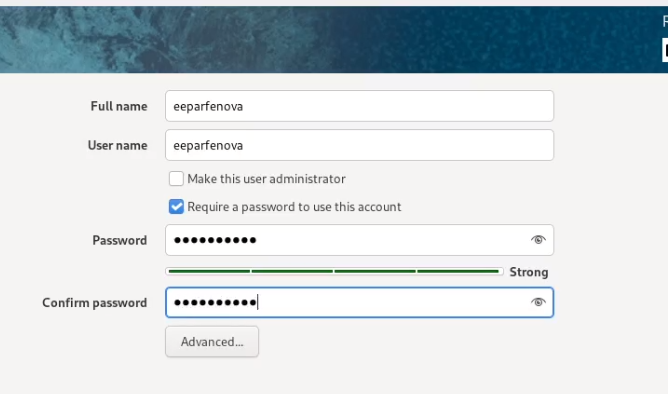 Full name eeparfenova
User name eeparfenova
Make this user administrator
Require a password to use this account
Password ●●●●●●●●●●
Strong
Confirm password ●●●●●●●●●●
Advanced...